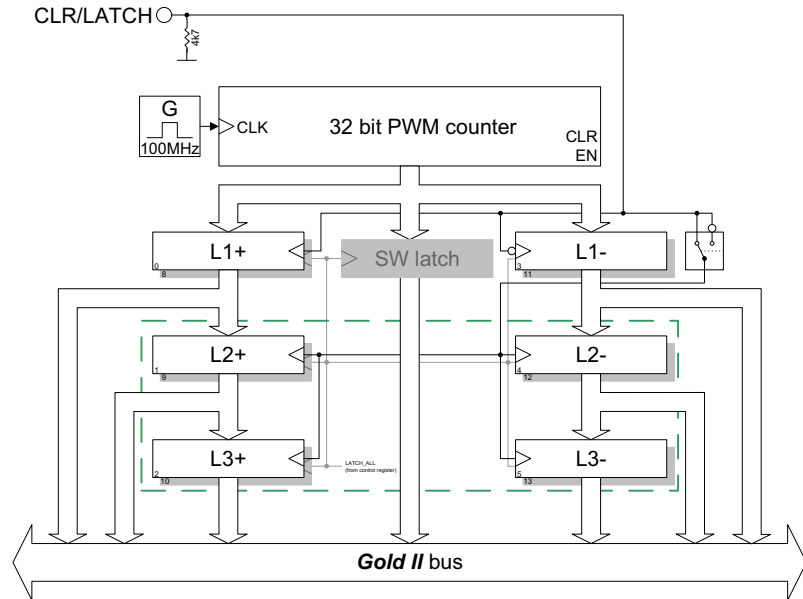 CLR/LATCH
4k7
G
100MHz
CLK
32 bit PWM counter
CLR
EN
L1+
0
8
SW latch
L1-
3
11
L2+
1
9
L2-
4
12
L3+
2
10
LATCH_ALL
(from control register)
L3-
5
13
Gold II bus